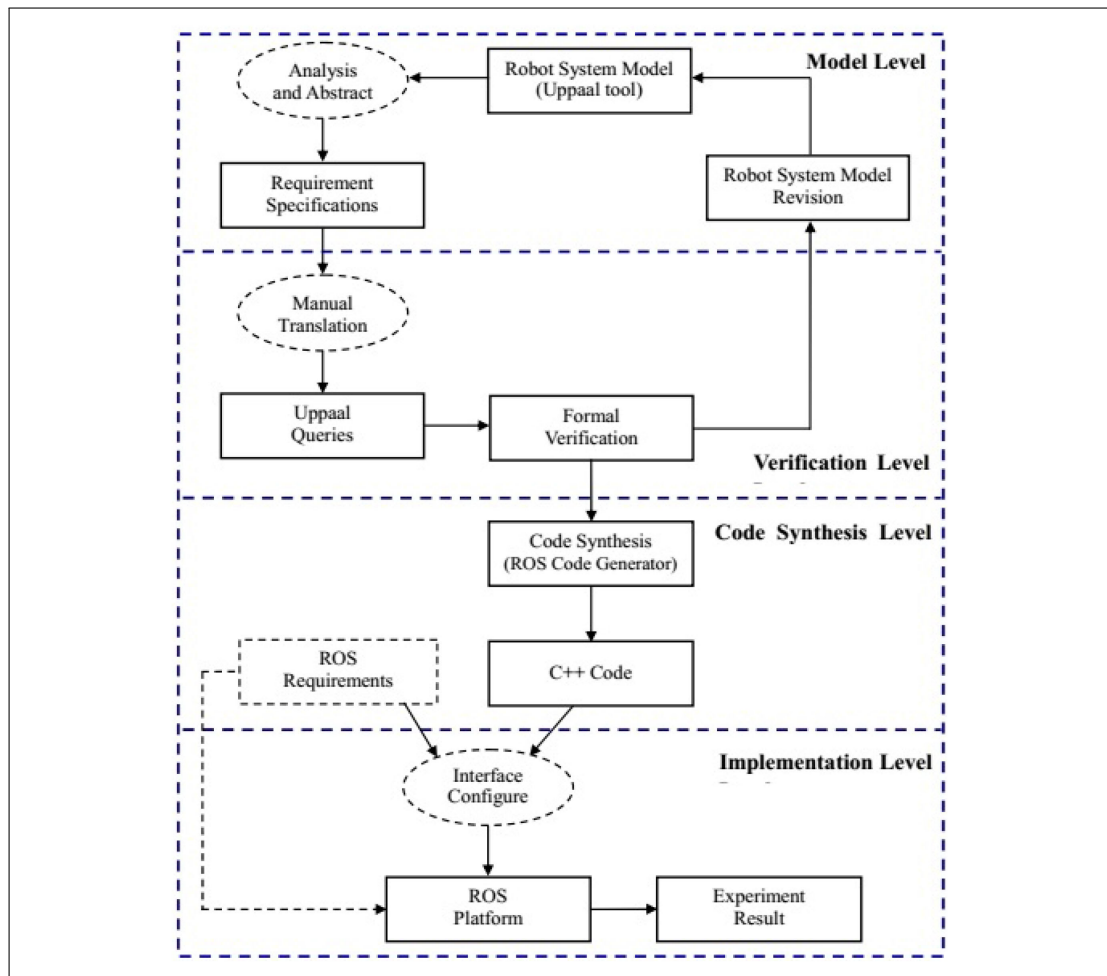 Model Level
Analysis
and Abstract
Robot System Model
(Uppaal tool)
Requirement
Specifications
Robot System Model
Revision
Manual
Translation
Uppaal
Queries
Formal
Verification
Verification Level
Code Synthesis Level
Code Synthesis
(ROS Code Generator)
ROS
Requirements
C++ Code
Implementation Level
Interface
Configure
ROS
Platform
Experiment
Result